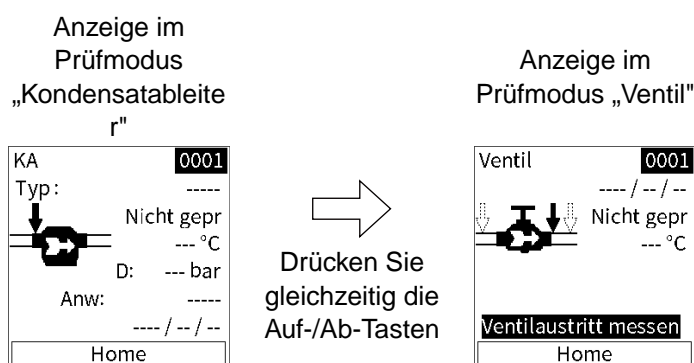 Anzeige im
Prüfmodus
„Kondensatableite
r"
KA 0001
Typ: -----
Nicht gepr
--- °C
D: --- bar
Anw: -----
---- / -- / --
Home
Drücken Sie
gleichzeitig die
Auf-/Ab-Tasten
Anzeige im
Prüfmodus „Ventil"
Ventil 0001
---- / -- / --
Nicht gepr
--- °C
Ventilaustritt messen
Home